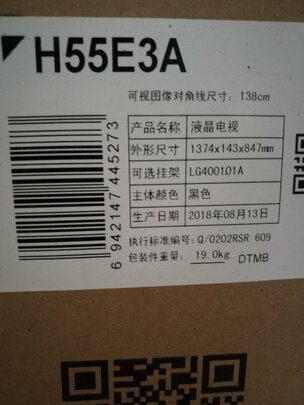 H55E3A
可视图像对角线尺寸: 138cm
产品名称 液晶电视
外形尺寸 1374x143x847mm
可选挂架 LG400101A
主体颜色 黑色
生产日期 2018年08月13日
执行标准编号: Q/0202RSR 609
包装件重量: 19.0kg DTMB
6 942147 445273